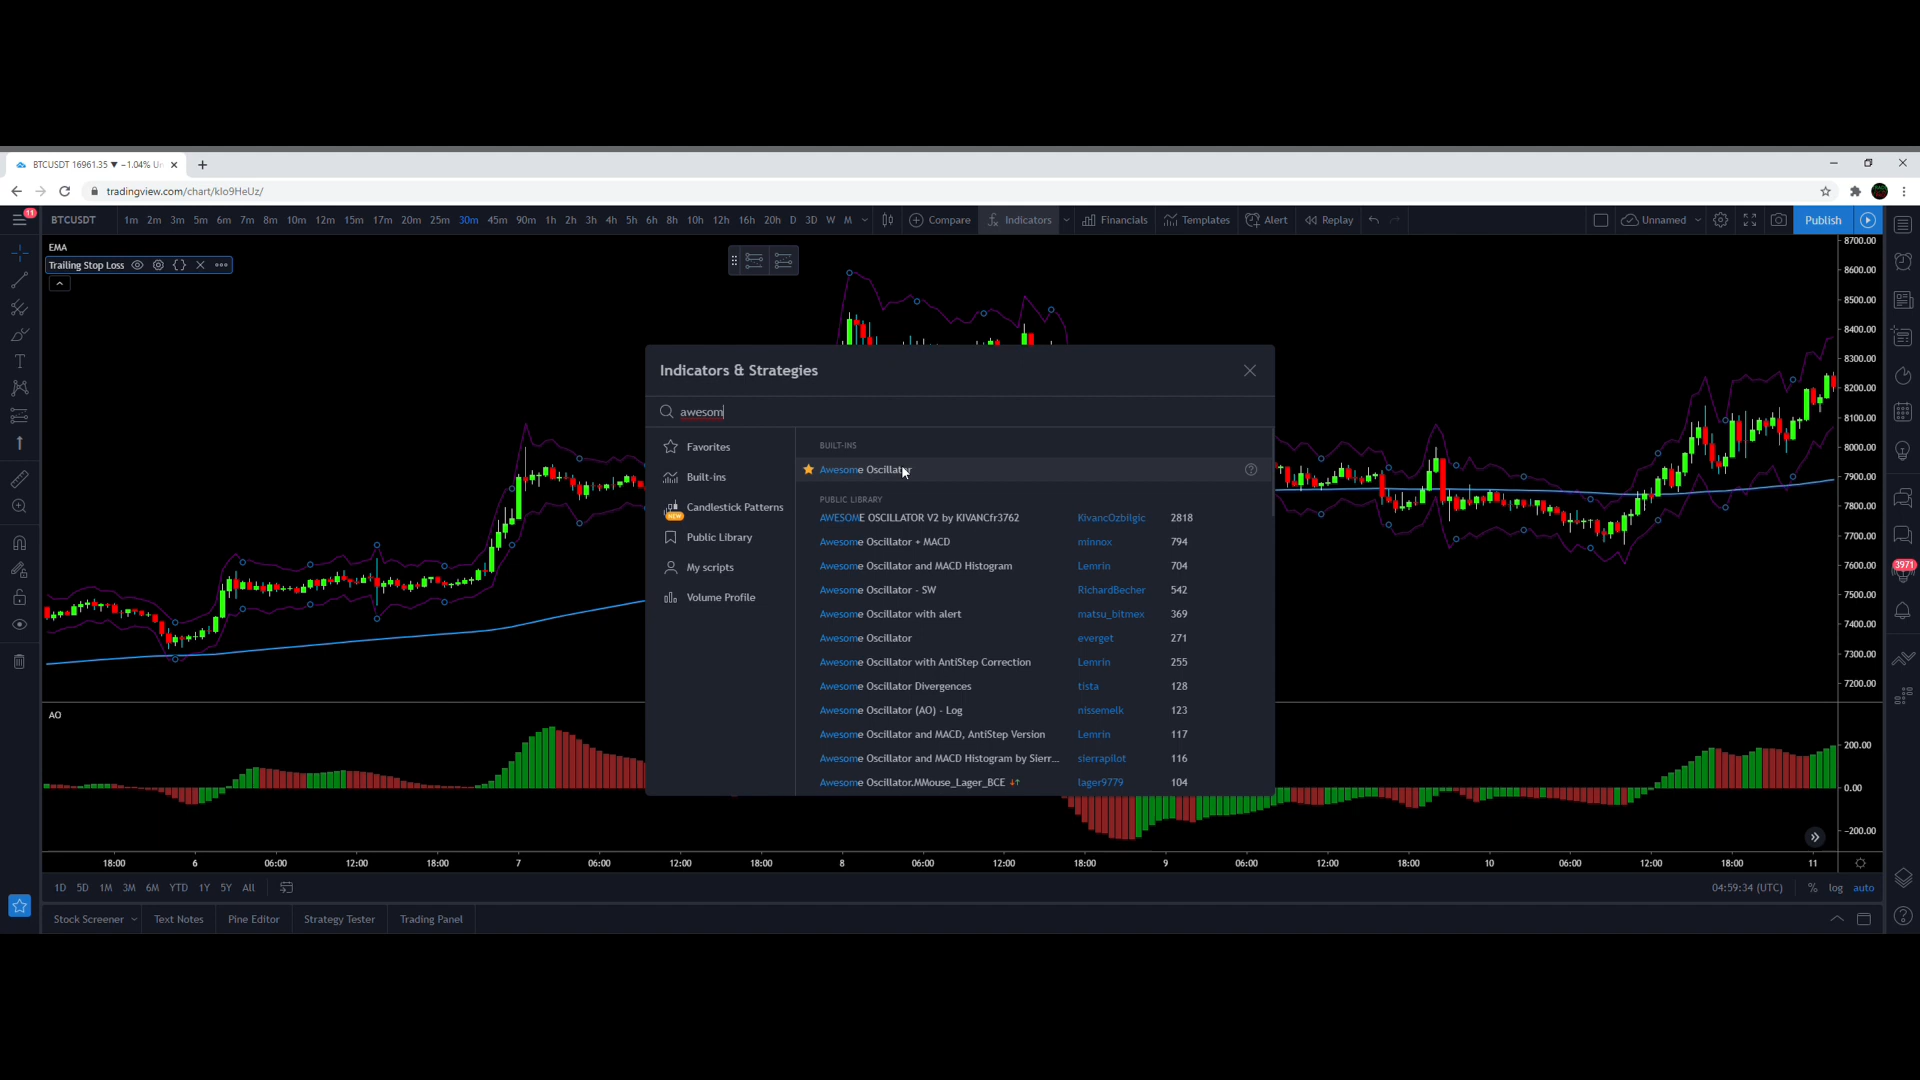 BTCUSDT 16961.35 ▼ −1.04% Un
tradingview.com/chart/klo9HeUz/
11
BTCUSDT 1m 2m 3m 5m 6m 7m 8m 10m 12m 15m 17m 20m 25m 30m 45m 90m 1h 2h 3h 4h 5h 6h 8h 10h 12h 16h 20h D 3D W M Compare Indicators Financials Templates Alert Replay Unnamed Publish
EMA
Trailing Stop Loss
8700.00
8600.00
8500.00
8400.00
8300.00
8200.00
8100.00
8000.00
7900.00
7800.00
7700.00
7600.00
7500.00
7400.00
7300.00
7200.00
3971
Indicators & Strategies
awesom
Favorites
Built-ins
Candlestick Patterns
NEW
Public Library
My scripts
Volume Profile
BUILT-INS
Awesome Oscillator
PUBLIC LIBRARY
AWESOME OSCILLATOR V2 by KIVANCfr3762 KivancOzbilgic 2818
Awesome Oscillator + MACD minnox 794
Awesome Oscillator and MACD Histogram Lemrin 704
Awesome Oscillator - SW RichardBecher 542
Awesome Oscillator with alert matsu_bitmex 369
Awesome Oscillator everget 271
Awesome Oscillator with AntiStep Correction Lemrin 255
Awesome Oscillator Divergences tista 128
Awesome Oscillator (AO) - Log nissemelk 123
Awesome Oscillator and MACD, AntiStep Version Lemrin 117
Awesome Oscillator and MACD Histogram by Sierr... sierrapilot 116
Awesome Oscillator.MMouse_Lager_BCE lager9779 104
AO
200.00
0.00
−200.00
18:00 6 06:00 12:00 18:00 7 06:00 12:00 18:00 8 06:00 12:00 18:00 9 06:00 12:00 18:00 10 06:00 12:00 18:00 11
1D 5D 1M 3M 6M YTD 1Y 5Y All 04:59:34 (UTC) % log auto
Stock Screener Text Notes Pine Editor Strategy Tester Trading Panel